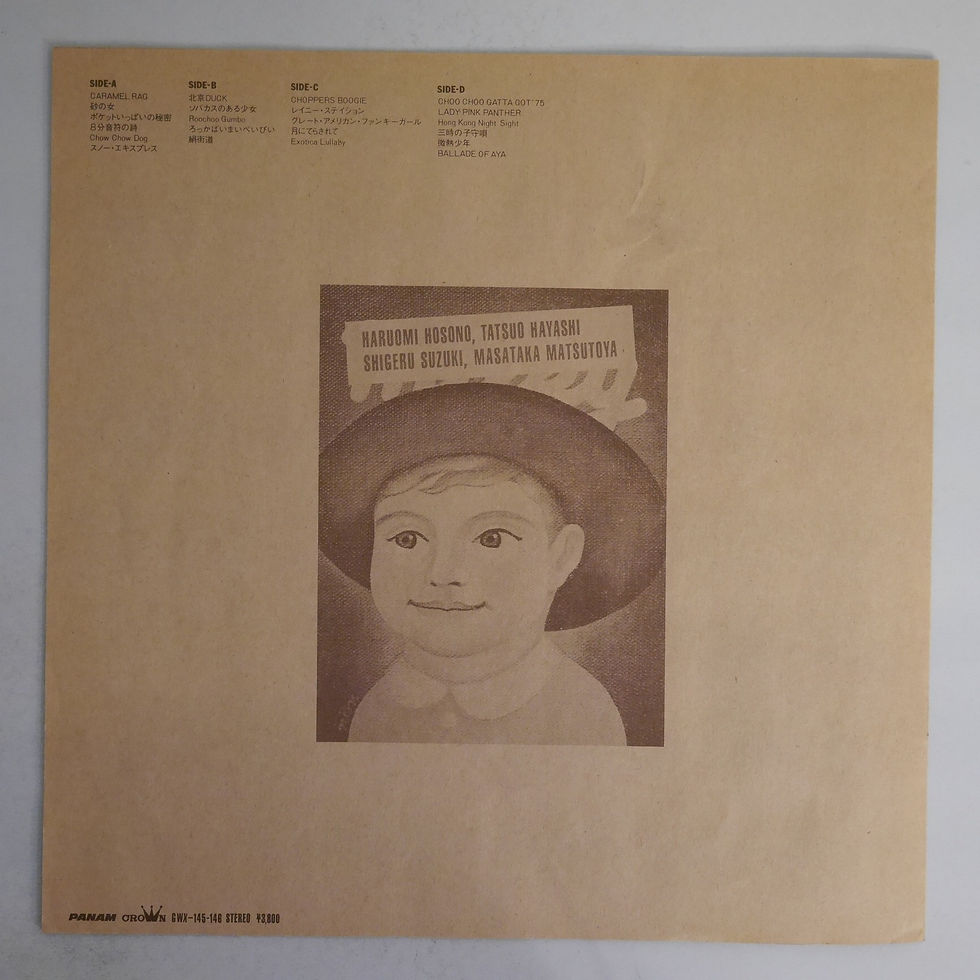 SIDE-A
CARAMEL RAG
砂の女
ポケットいっぱいの秘密
8分音符の詩
Chow Chow Dog
スノー・エキスプレス
SIDE-B
北京DUCK
ソバカスのある少女
Roochoo Gumbo
ろっかばいまいべいびい
絹街道
SIDE-C
CHOPPERS BOOGIE
レイニー・ステイション
グレート・アメリカン・ファンキーガール
月にてらされて
Exotica Lullaby
SIDE-D
CHOO CHOO GATTA GOT '75
LADY PINK PANTHER
Hong Kong Night Sight
三時の子守唄
微熱少年
BALLADE OF AYA
HARUOMI HOSONO, TATSUO HAYASHI
SHIGERU SUZUKI, MASATAKA MATSUTOYA
PANAM CROWN GWX-145-146 STEREO ¥3,800